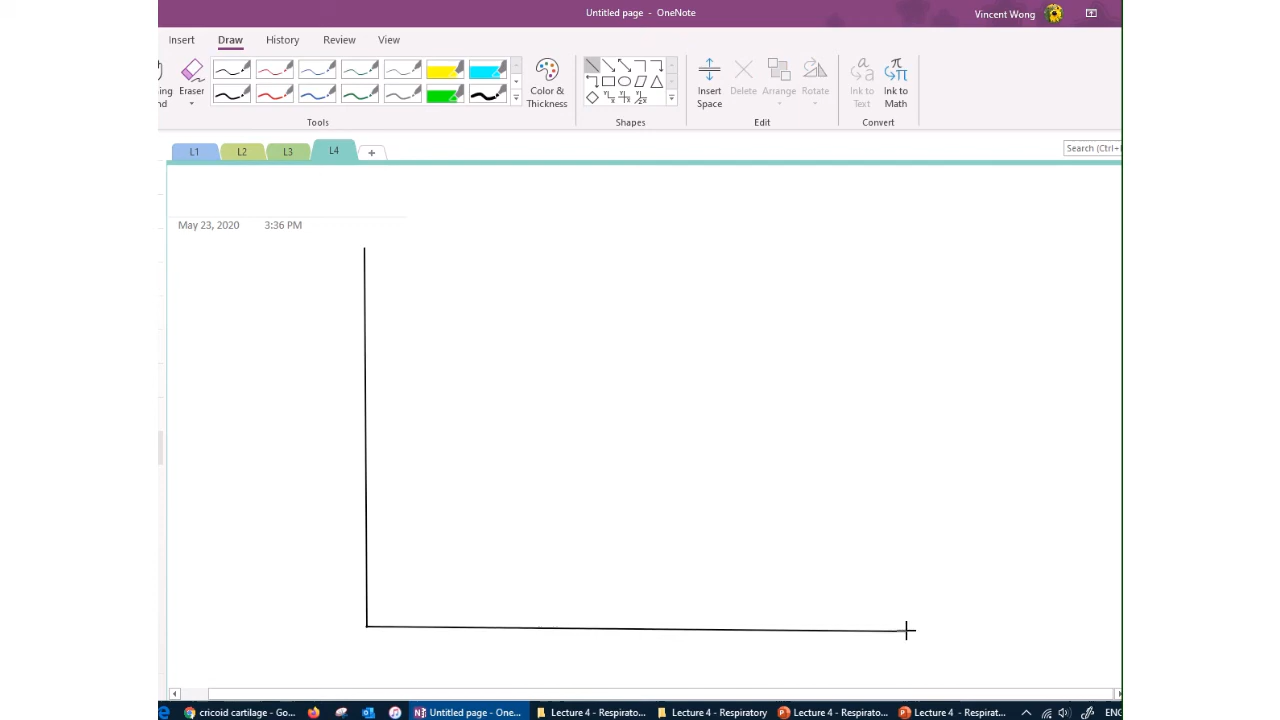 Untitled page - OneNote
Vincent Wong
Insert Draw History Review View
Eraser
Color & Thickness
Insert Space
Delete
Arrange
Rotate
Ink to Text
Ink to Math
Tools
Shapes
Edit
Convert
L1 L2 L3 L4 +
Search (Ctrl+
May 23, 2020 3:36 PM
cricoid cartilage - Go...
Untitled page - One...
Lecture 4 - Respirato...
Lecture 4 - Respiratory
Lecture 4 - Respirato...
Lecture 4 - Respirat...
ENG